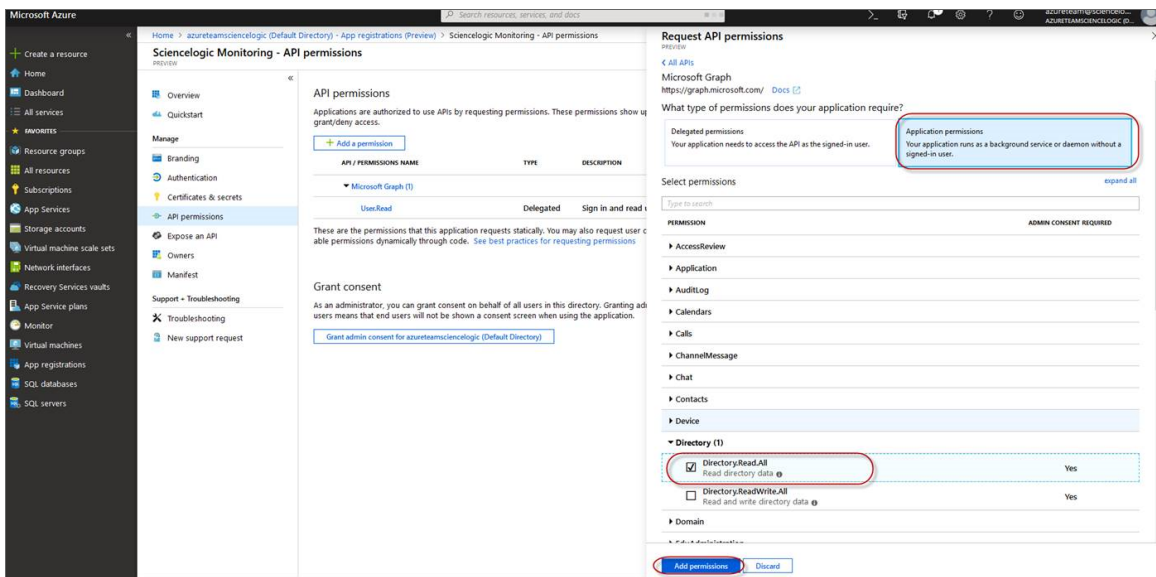 Microsoft Azure
Search resources, services, and docs
azureteam@sciencelo...
AZURETEAMSCIENCELOGIC (D...
Create a resource
Home
Dashboard
All services
FAVORITES
Resource groups
All resources
Subscriptions
App Services
Storage accounts
Virtual machine scale sets
Network interfaces
Recovery Services vaults
App Service plans
Monitor
Virtual machines
App registrations
SQL databases
SQL servers
Home > azureteamsciencelogic (Default Directory) - App registrations (Preview) > Sciencelogic Monitoring - API permissions
Sciencelogic Monitoring - API permissions
PREVIEW
Overview
Quickstart
Manage
Branding
Authentication
Certificates & secrets
API permissions
Expose an API
Owners
Manifest
Support + Troubleshooting
Troubleshooting
New support request
API permissions
Applications are authorized to use APIs by requesting permissions. These permissions show up
grant/deny access.
+ Add a permission
API / PERMISSIONS NAME TYPE DESCRIPTION
Microsoft Graph (1)
User.Read Delegated Sign in and read u
These are the permissions that this application requests statically. You may also request user c
able permissions dynamically through code. See best practices for requesting permissions
Grant consent
As an administrator, you can grant consent on behalf of all users in this directory. Granting adm
users means that end users will not be shown a consent screen when using the application.
Grant admin consent for azureteamsciencelogic (Default Directory)
Request API permissions
PREVIEW
All APIs
Microsoft Graph
https://graph.microsoft.com/ Docs
What type of permissions does your application require?
Delegated permissions
Your application needs to access the API as the signed-in user.
Application permissions
Your application runs as a background service or daemon without a
signed-in user.
Select permissions expand all
Type to search
PERMISSION ADMIN CONSENT REQUIRED
AccessReview
Application
AuditLog
Calendars
Calls
ChannelMessage
Chat
Contacts
Device
Directory (1)
Directory.Read.All
Read directory data
Yes
Directory.ReadWrite.All
Read and write directory data
Yes
Domain
EduAdministration
Add permissions Discard